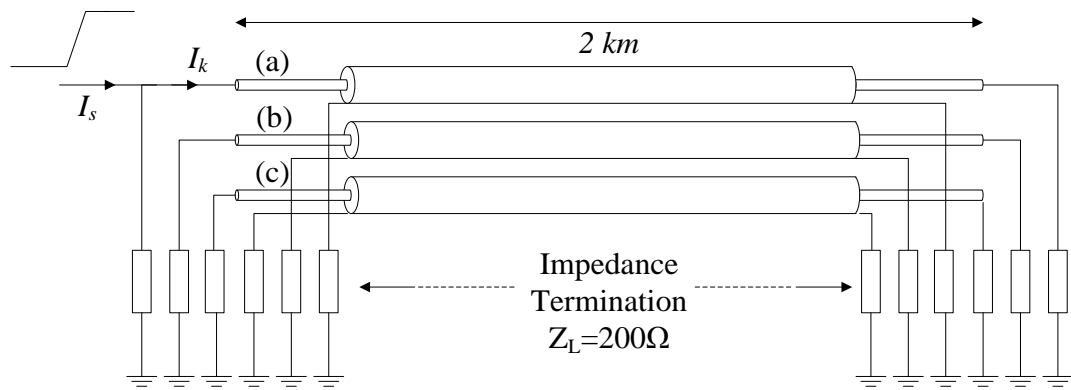 2 km
I_k
(a)
I_s
(b)
(c)
Impedance
Termination
Z_L=200Ω